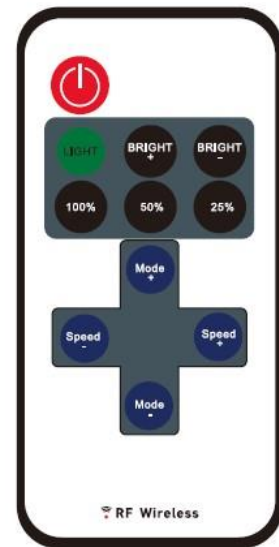 LIGHT BRIGHT + BRIGHT -
100% 50% 25%
Mode +
Speed - Speed +
Mode -
RF Wireless